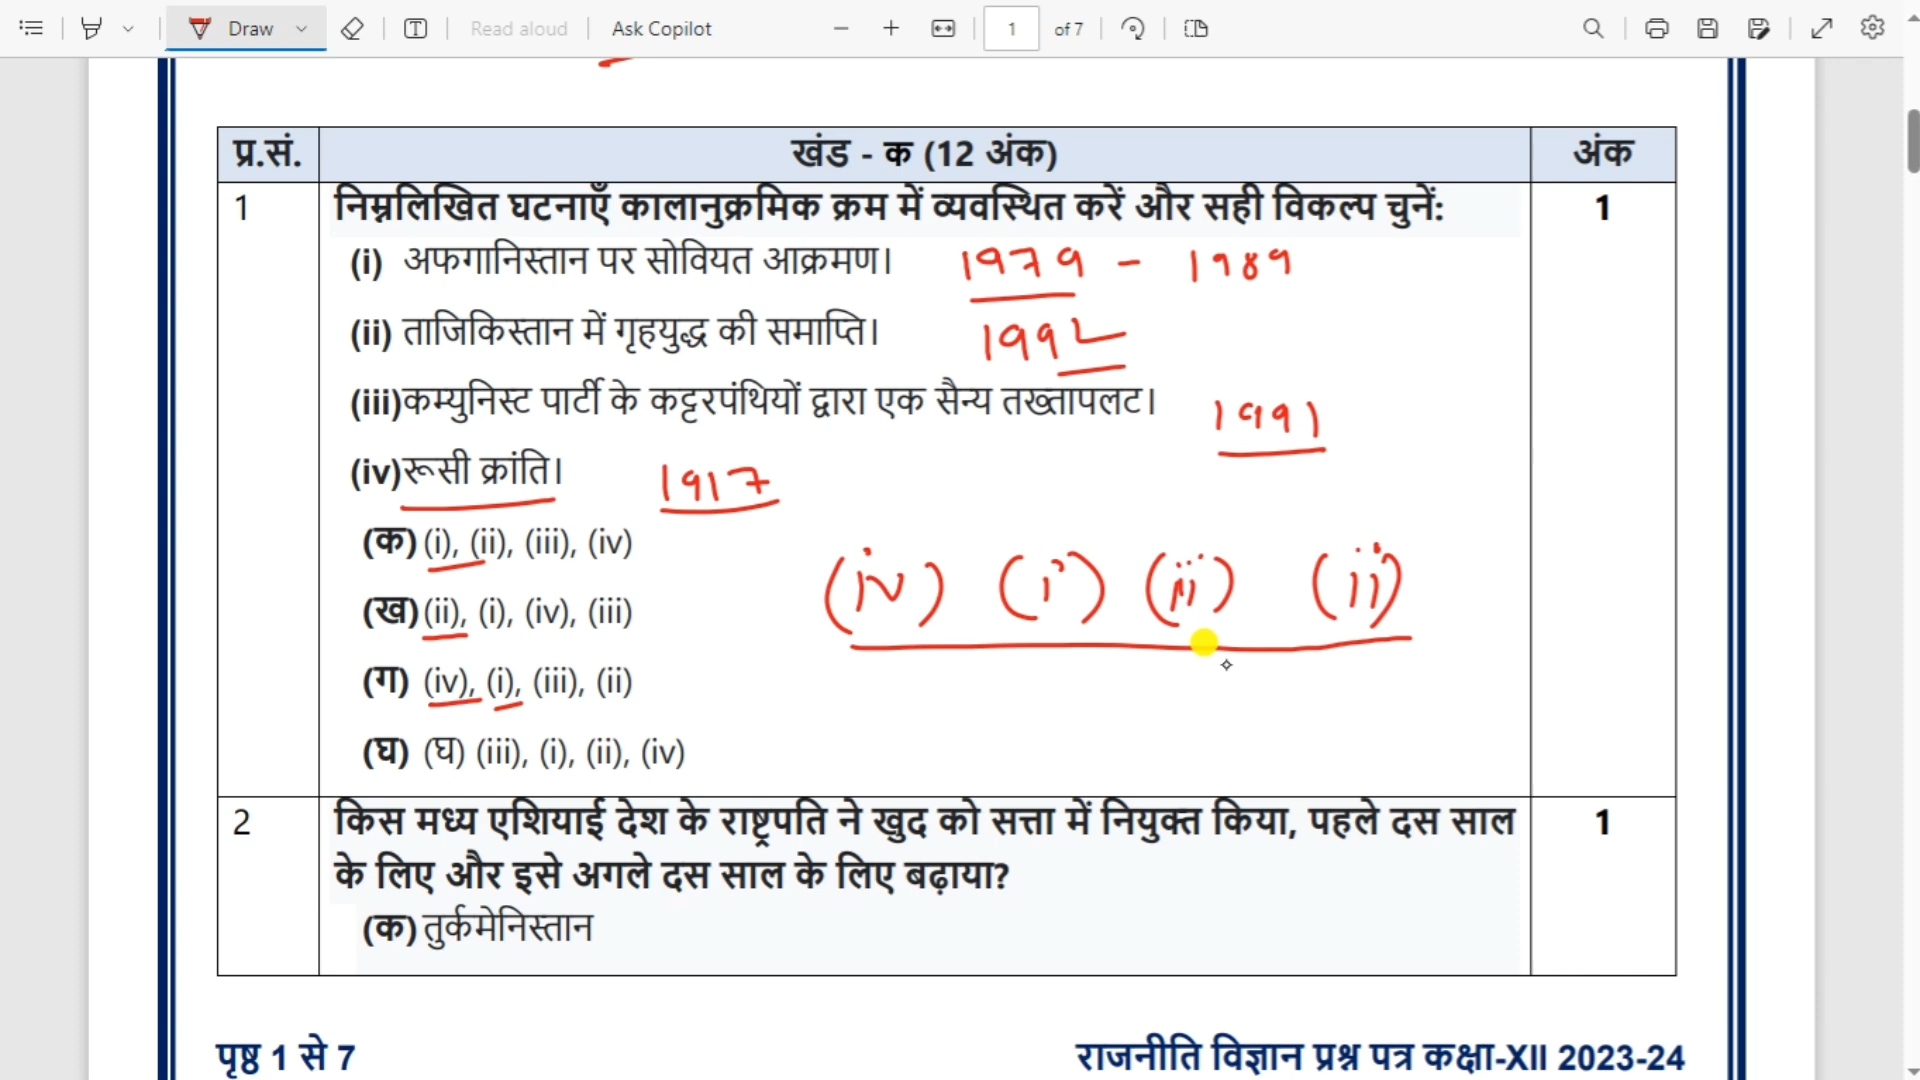 Draw
Read aloud
Ask Copilot
1 of 7
प्र.सं. खंड - क (12 अंक) अंक
1 निम्नलिखित घटनाएँ कालानुक्रमिक क्रम में व्यवस्थित करें और सही विकल्प चुनें: 1
(i) अफगानिस्तान पर सोवियत आक्रमण। 1979 - 1989
(ii) ताजिकिस्तान में गृहयुद्ध की समाप्ति। 1992
(iii)कम्युनिस्ट पार्टी के कट्टरपंथियों द्वारा एक सैन्य तख्तापलट। 1991
(iv)रूसी क्रांति। 1917
(क) (i), (ii), (iii), (iv)
(iv) (i) (iii) (ii)
(ख) (ii), (i), (iv), (iii)
(ग) (iv), (i), (iii), (ii)
(घ) (घ) (iii), (i), (ii), (iv)
2 किस मध्य एशियाई देश के राष्ट्रपति ने खुद को सत्ता में नियुक्त किया, पहले दस साल 1
के लिए और इसे अगले दस साल के लिए बढ़ाया?
(क) तुर्कमेनिस्तान
पृष्ठ 1 से 7 राजनीति विज्ञान प्रश्न पत्र कक्षा-XII 2023-24